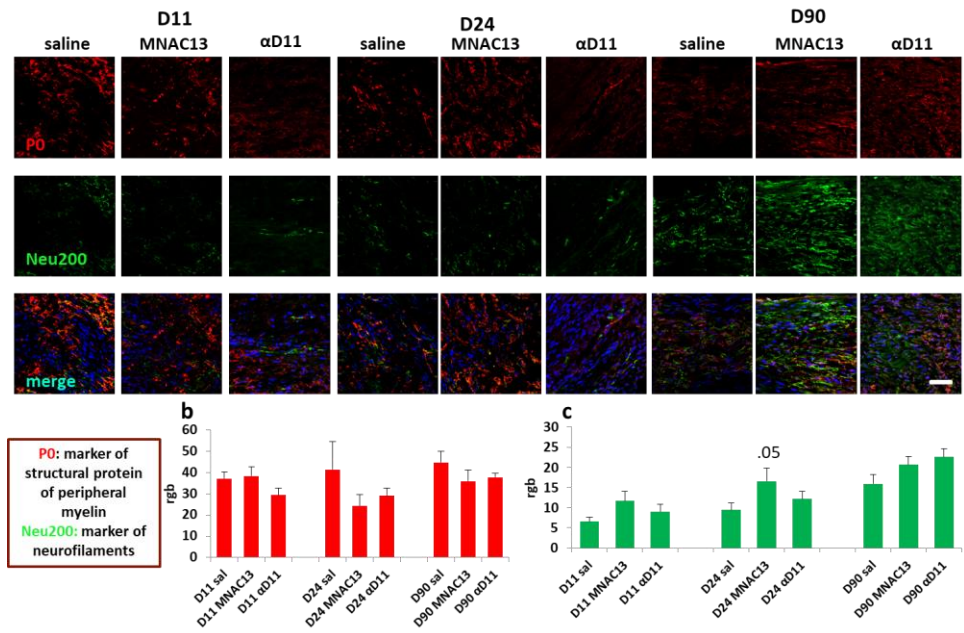 D11
D24
D90
saline
MNAC13
αD11
saline
MNAC13
αD11
saline
MNAC13
αD11
P0
Neu200
merge
P0: marker of
structural protein
of peripheral
myelin
Neu200: marker of
neurofilaments
b
rgb
60
50
40
30
20
10
0
D11 sal
D11 MNAC13
D11 αD11
D24 sal
D24 MNAC13
D24 αD11
D90 sal
D90 MNAC13
D90 αD11
c
rgb
30
25
20
15
10
5
0
.05
D11 sal
D11 MNAC13
D11 αD11
D24 sal
D24 MNAC13
D24 αD11
D90 sal
D90 MNAC13
D90 αD11